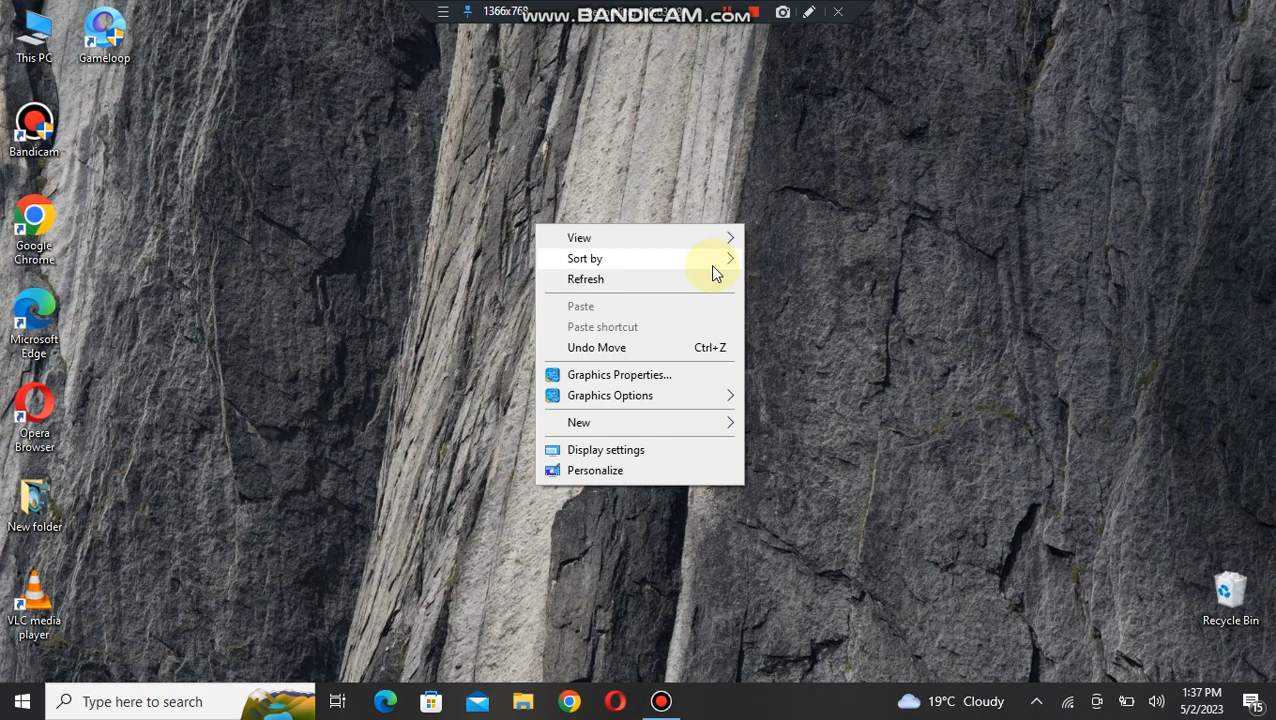 1366x768
www.BANDICAM.com
This PC
Gameloop
Bandicam
Google
Chrome
Microsoft
Edge
Opera
Browser
New folder
VLC media
player
View
Sort by
Refresh
Paste
Paste shortcut
Undo Move Ctrl+Z
Graphics Properties...
Graphics Options
New
Display settings
Personalize
Recycle Bin
Type here to search
19°C Cloudy
1:37 PM
5/2/2023
15